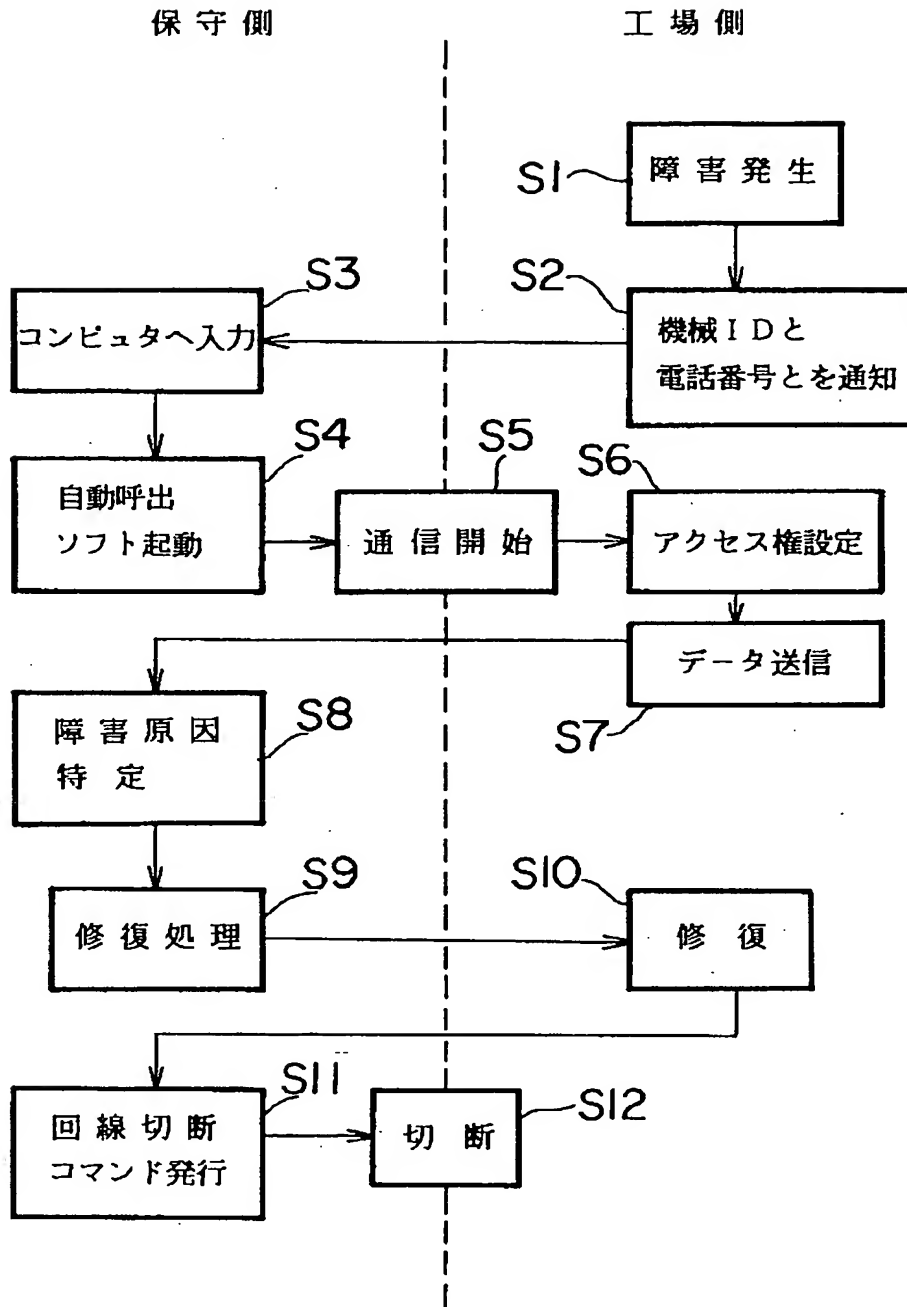 保守側
工場側
S1
障害発生
S2
機械IDと
電話番号とを通知
S3
コンピュタへ入力
S4
自動呼出
ソフト起動
S5
通信開始
S6
アクセス権設定
データ送信
S7
障害原因
特定
S8
S9
修復処理
S10
修復
S11
回線切断
コマンド発行
切断
S12